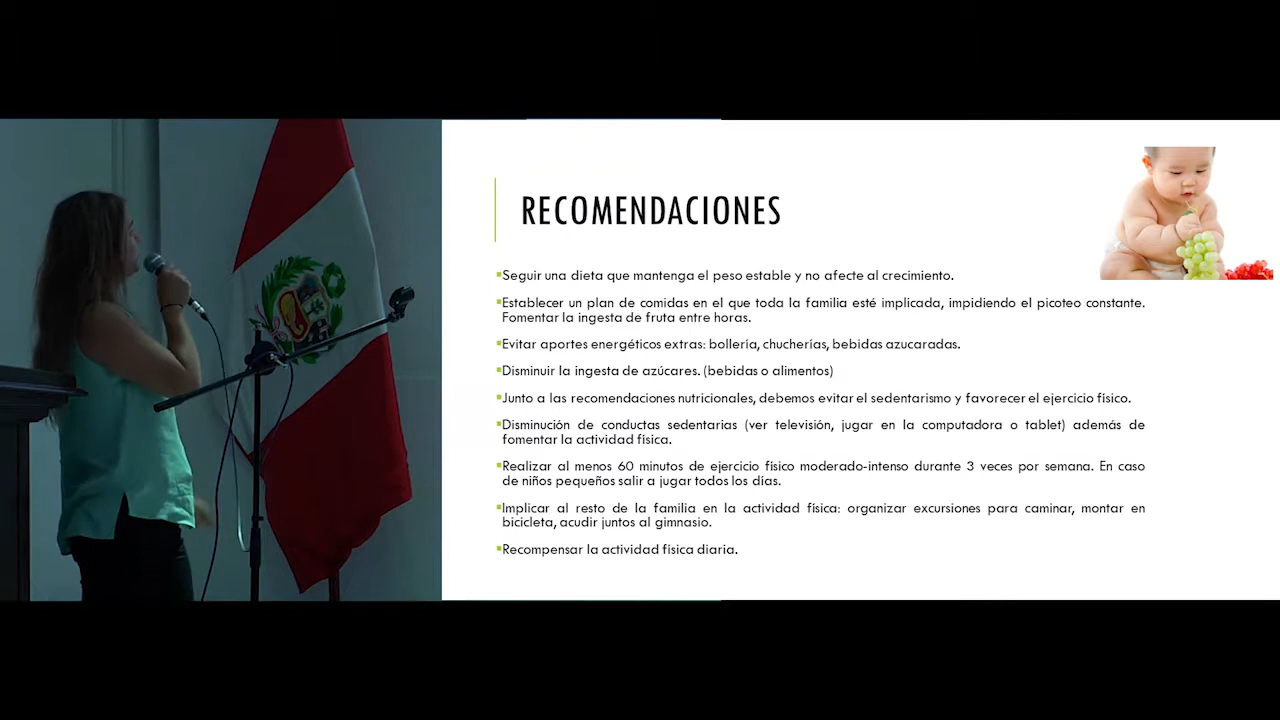 RECOMENDACIONES
▪Seguir una dieta que mantenga el peso estable y no afecte al crecimiento.
▪Establecer un plan de comidas en el que toda la familia esté implicada, impidiendo el picoteo constante.
Fomentar la ingesta de fruta entre horas.
▪Evitar aportes energéticos extras: bollería, chucherías, bebidas azucaradas.
▪Disminuir la ingesta de azúcares. (bebidas o alimentos)
▪Junto a las recomendaciones nutricionales, debemos evitar el sedentarismo y favorecer el ejercicio físico.
▪Disminución de conductas sedentarias (ver televisión, jugar en la computadora o tablet) además de
fomentar la actividad física.
▪Realizar al menos 60 minutos de ejercicio físico moderado-intenso durante 3 veces por semana. En caso
de niños pequeños salir a jugar todos los días.
▪Implicar al resto de la familia en la actividad física: organizar excursiones para caminar, montar en
bicicleta, acudir juntos al gimnasio.
▪Recompensar la actividad física diaria.